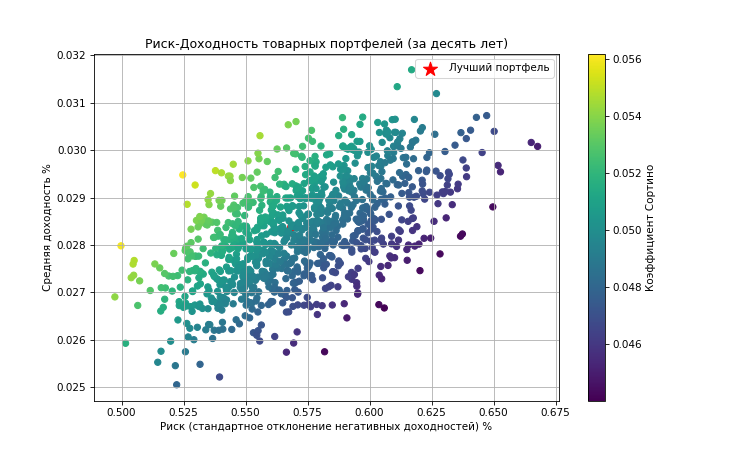 Риск-Доходность товарных портфелей (за десять лет)
Лучший портфель
Средняя доходность %
0.032
0.031
0.030
0.029
0.028
0.027
0.026
0.025
0.500 0.525 0.550 0.575 0.600 0.625 0.650 0.675
Риск (стандартное отклонение негативных доходностей) %
0.056
0.054
0.052
0.050
0.048
0.046
Коэффициент Сортино